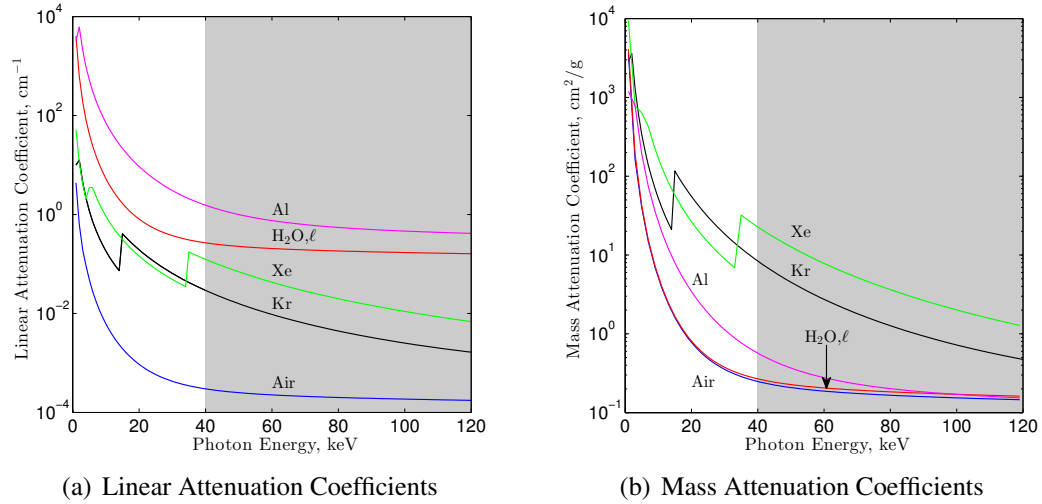 10^4
10^2
10^0
10^−2
10^−4
Linear Attenuation Coefficient, cm^−1
Al
H₂O,ℓ
Xe
Kr
Air
0 20 40 60 80 100 120
Photon Energy, keV
(a) Linear Attenuation Coefficients
10^4
10^3
10^2
10^1
10^0
10^−1
Mass Attenuation Coefficient, cm^2/g
Xe
Kr
Al
H₂O,ℓ
Air
0 20 40 60 80 100 120
Photon Energy, keV
(b) Mass Attenuation Coefficients